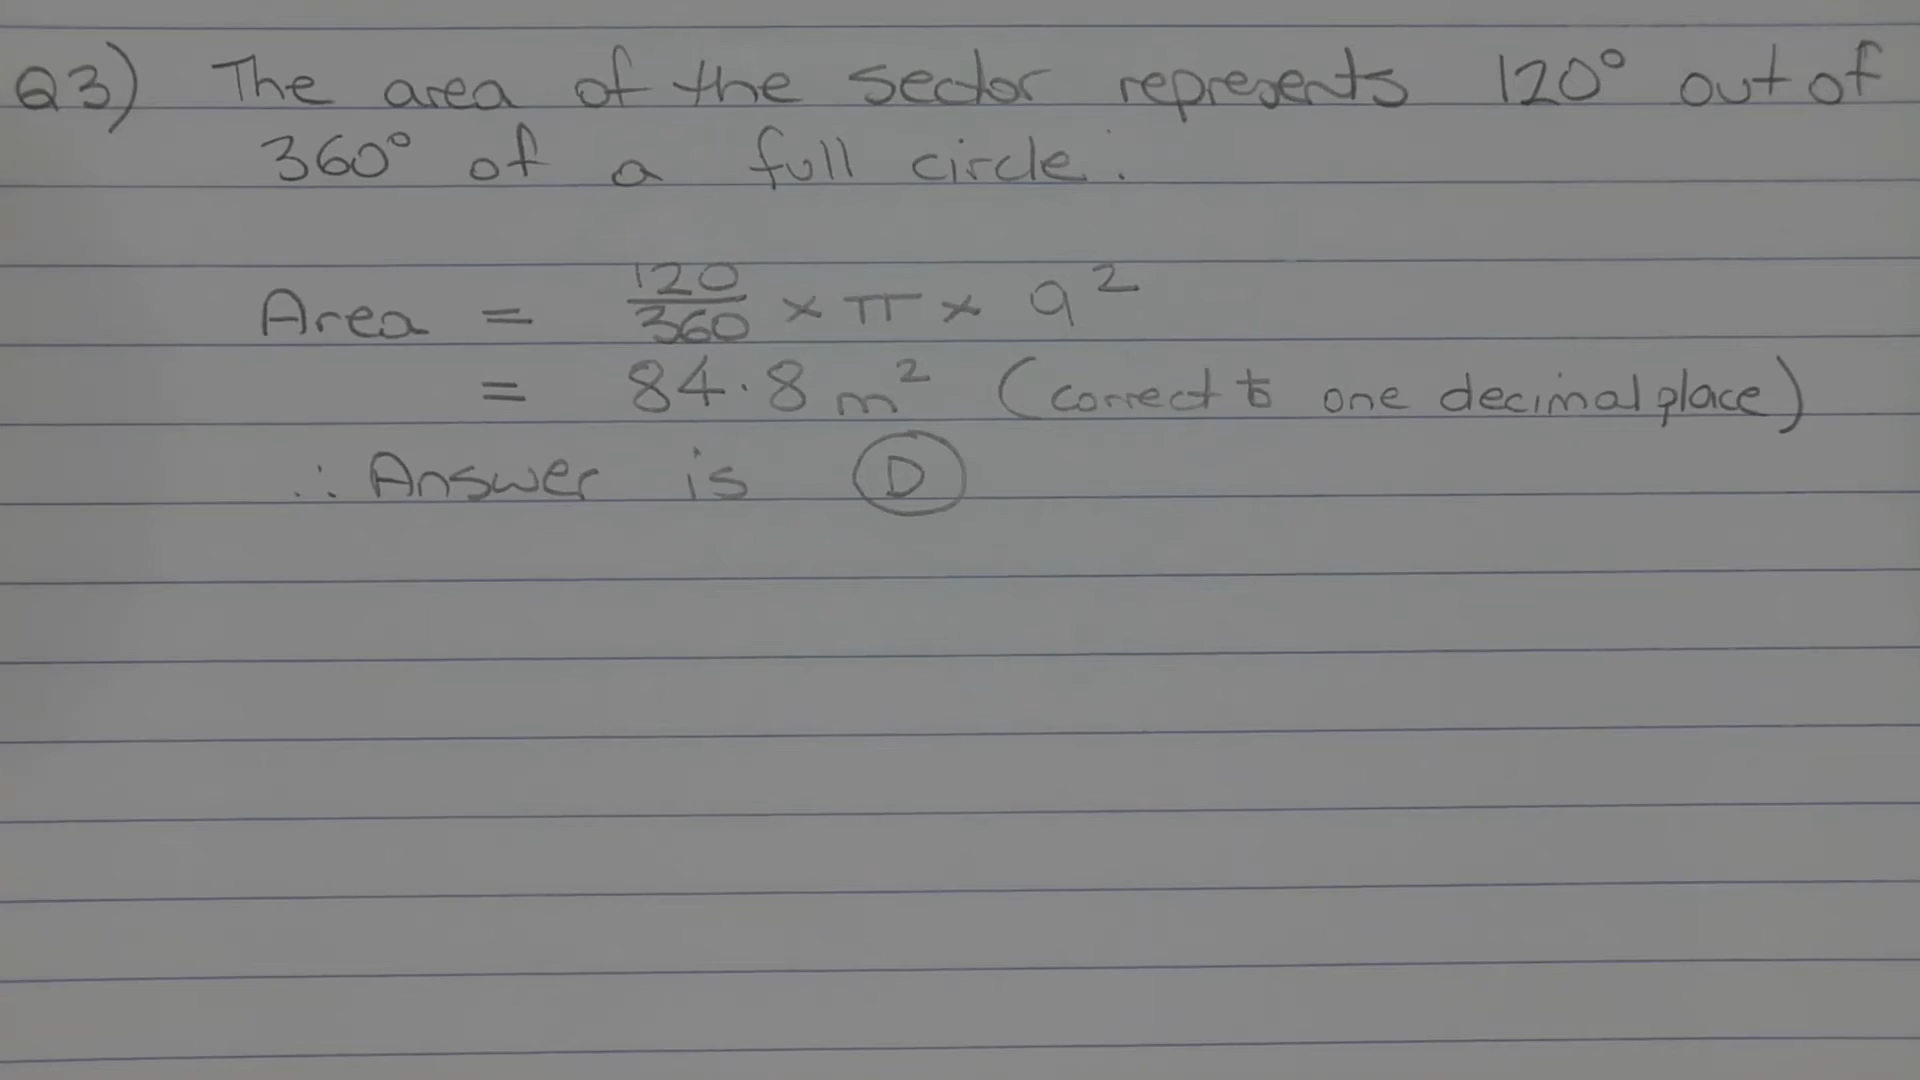 Q3) The area of the sector represents 120° out of
360° of a full circle.
Area = 120/360 × π × 9²
= 84.8 m² (correct to one decimal place)
∴ Answer is D